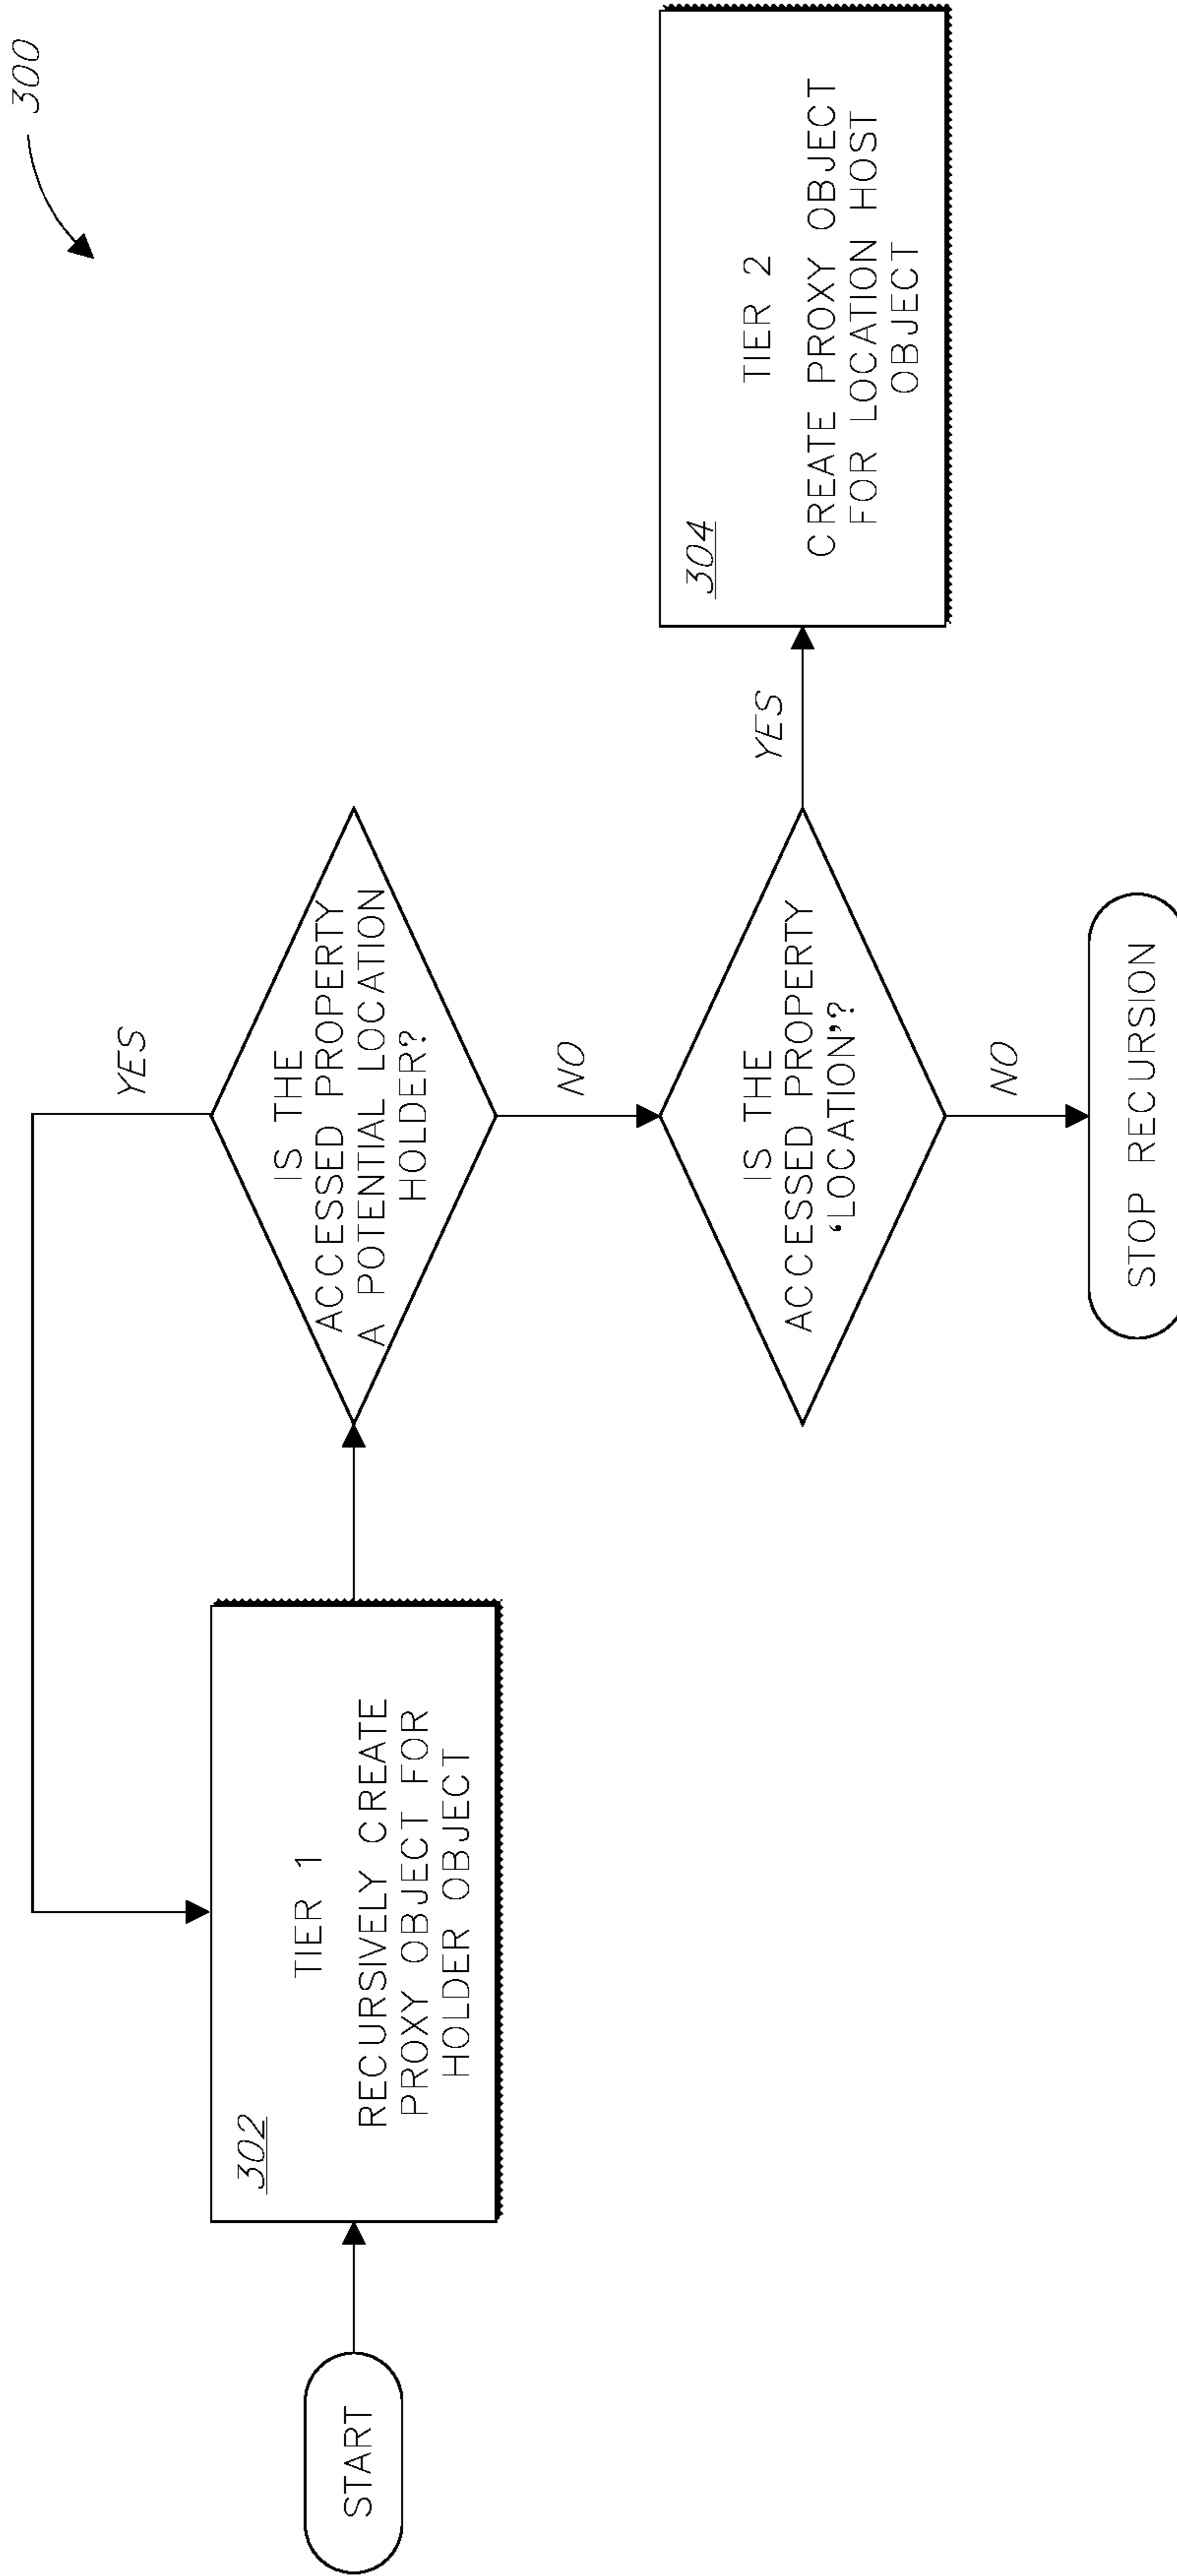 300
START
302
TIER 1
RECURSIVELY CREATE
PROXY OBJECT FOR
HOLDER OBJECT
YES
IS THE
ACCESSED PROPERTY
A POTENTIAL LOCATION
HOLDER?
NO
IS THE
ACCESSED PROPERTY
‘LOCATION’?
YES
304
TIER 2
CREATE PROXY OBJECT
FOR LOCATION HOST
OBJECT
NO
STOP RECURSION